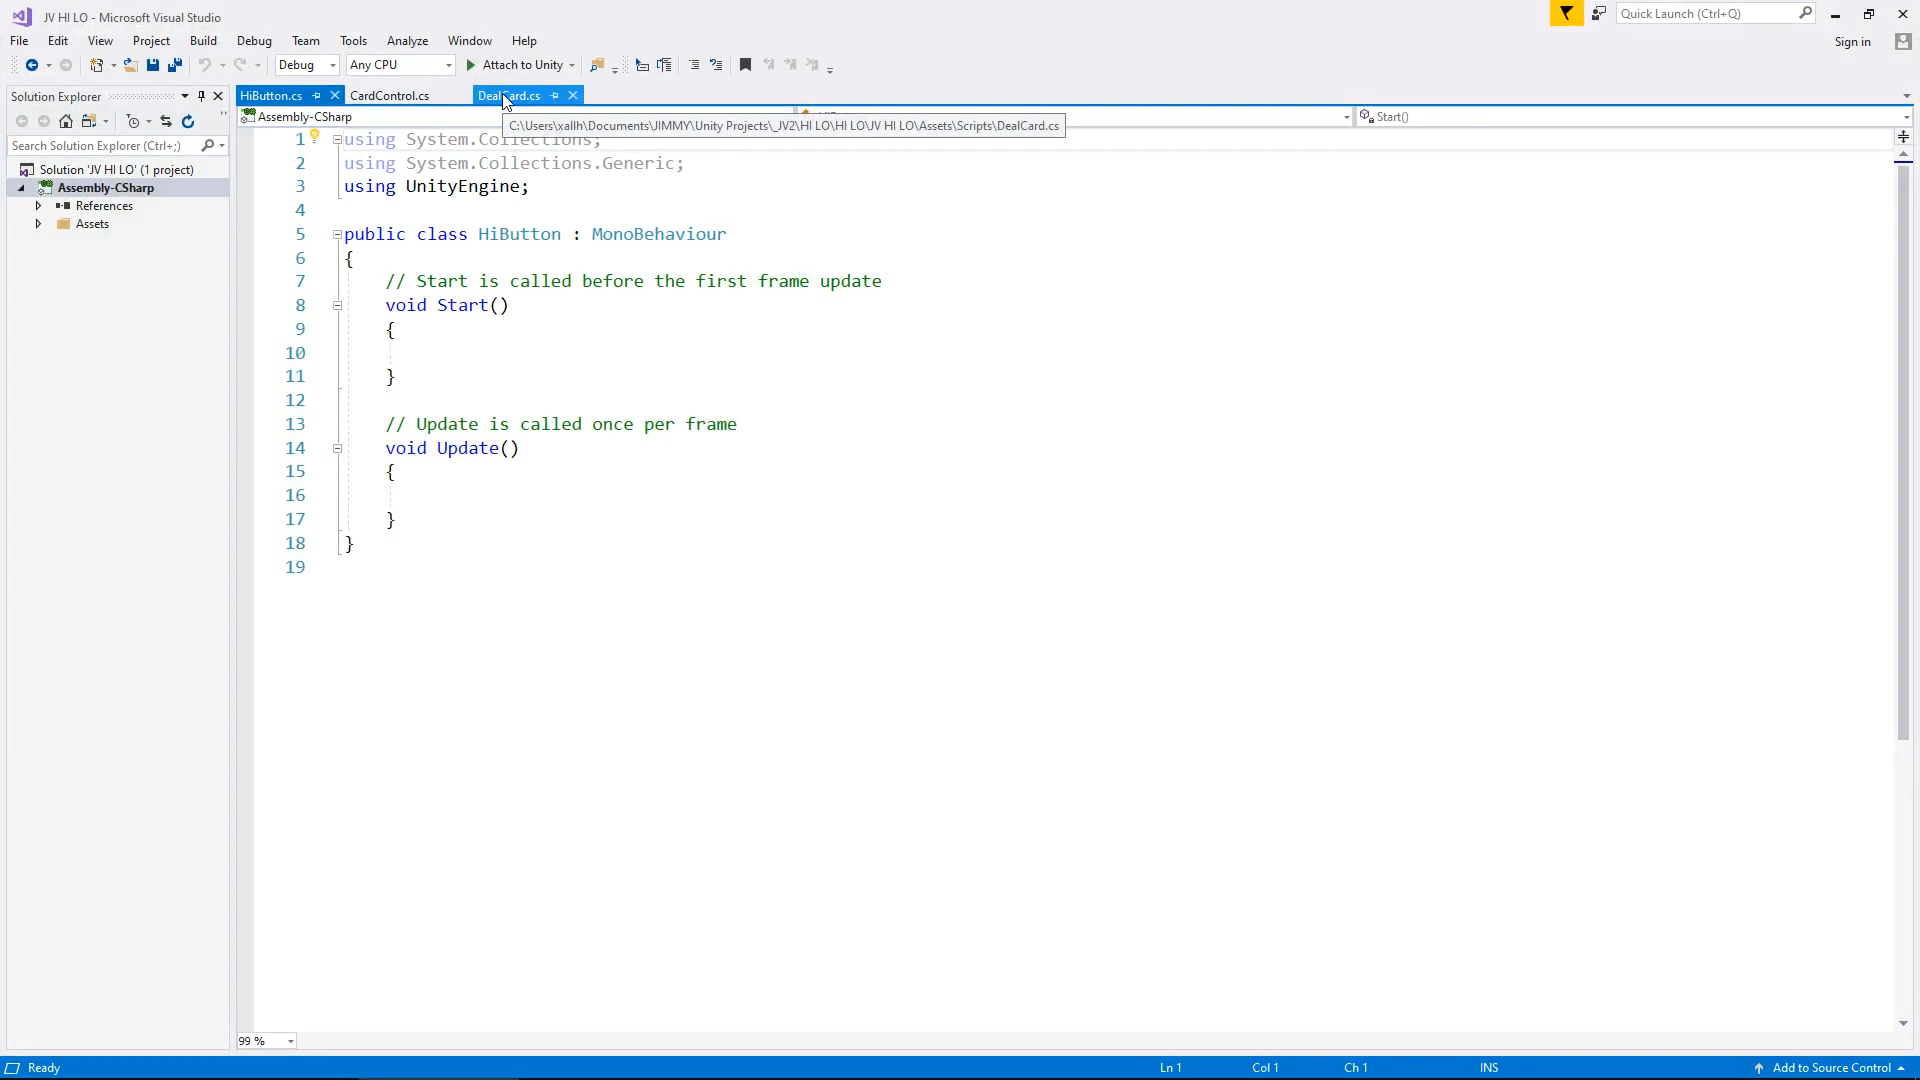 JV HI LO - Microsoft Visual Studio
Quick Launch (Ctrl+Q)
File Edit View Project Build Debug Team Tools Analyze Window Help
Sign in
Debug Any CPU Attach to Unity
Solution Explorer
HiButton.cs CardControl.cs DealCard.cs
Assembly-CSharp
Start()
C:\Users\xallh\Documents\JIMMY\Unity Projects\_JV2\HI LO\HI LO\JV HI LO\Assets\Scripts\DealCard.cs
Search Solution Explorer (Ctrl+;)
Solution 'JV HI LO' (1 project)
Assembly-CSharp
References
Assets
1 using System.Collections;
2 using System.Collections.Generic;
3 using UnityEngine;
4
5 public class HiButton : MonoBehaviour
6 {
7 // Start is called before the first frame update
8 void Start()
9 {
10
11 }
12
13 // Update is called once per frame
14 void Update()
15 {
16
17 }
18 }
19
99 %
Ready
Ln 1 Col 1 Ch 1 INS
Add to Source Control